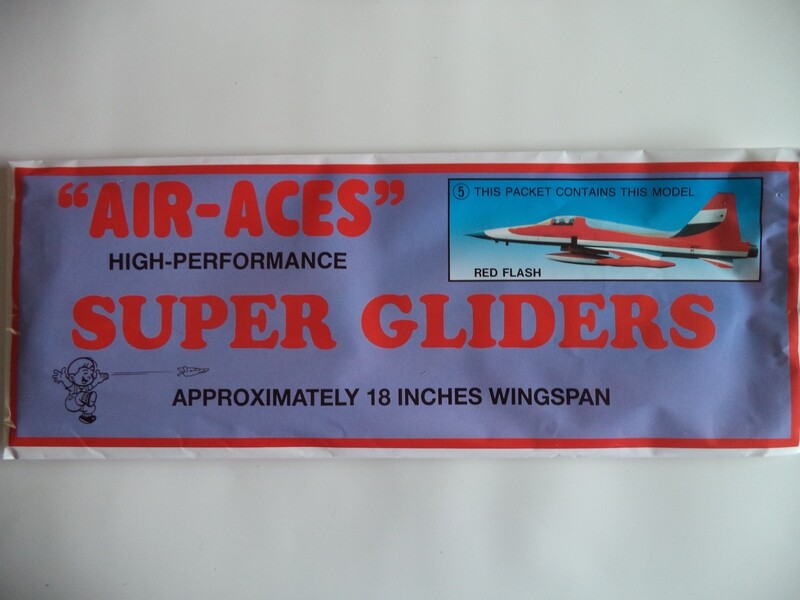 “AIR-ACES”
HIGH-PERFORMANCE
⑤ THIS PACKET CONTAINS THIS MODEL
RED FLASH
SUPER GLIDERS
APPROXIMATELY 18 INCHES WINGSPAN